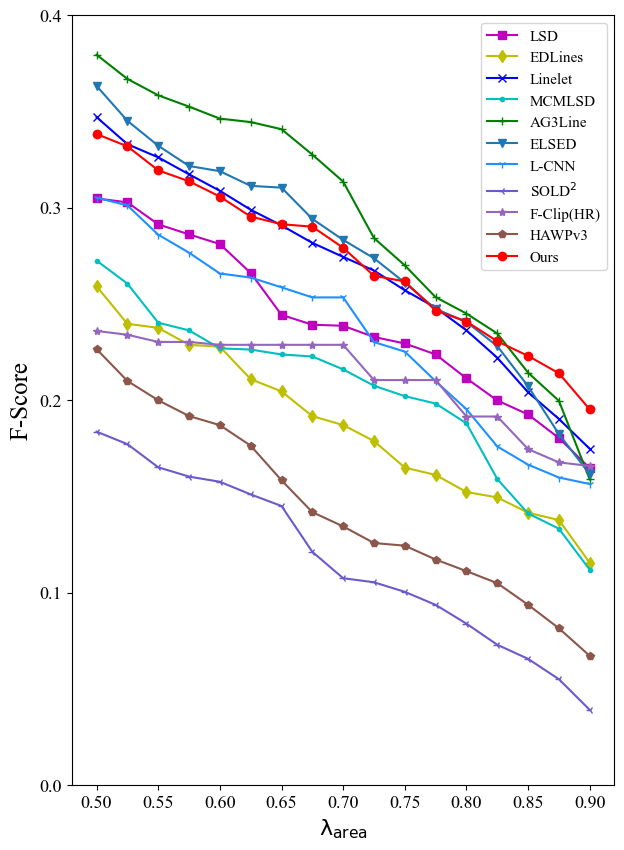 0.4
0.3
0.2
0.1
0.0
F-Score
LSD
EDLines
Linelet
MCMLSD
AG3Line
ELSED
L-CNN
SOLD²
F-Clip(HR)
HAWPv3
Ours
0.50 0.55 0.60 0.65 0.70 0.75 0.80 0.85 0.90
λarea